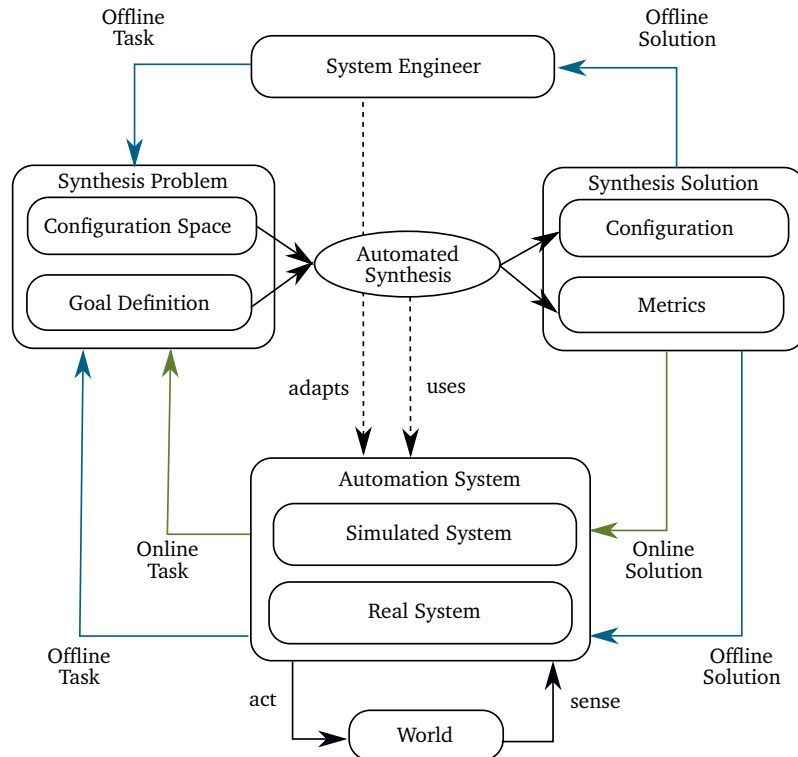 Offline
Task
System Engineer
Offline
Solution
Synthesis Problem
Configuration Space
Goal Definition
Automated
Synthesis
Synthesis Solution
Configuration
Metrics
adapts
uses
Automation System
Simulated System
Real System
Online
Task
Online
Solution
Offline
Task
Offline
Solution
act
World
sense